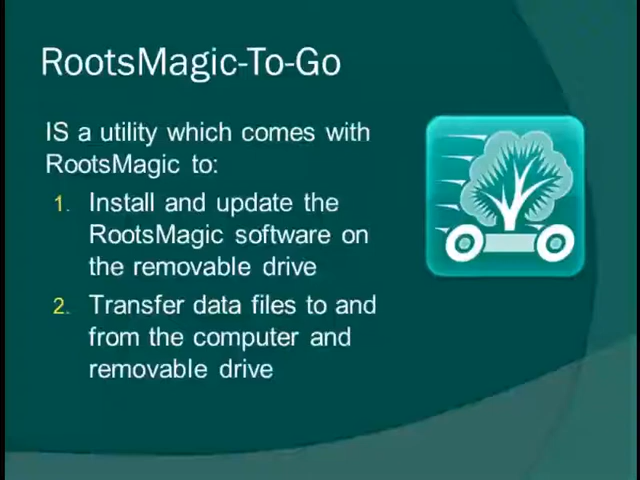 RootsMagic-To-Go
IS a utility which comes with
RootsMagic to:
1. Install and update the
RootsMagic software on
the removable drive
2. Transfer data files to and
from the computer and
removable drive